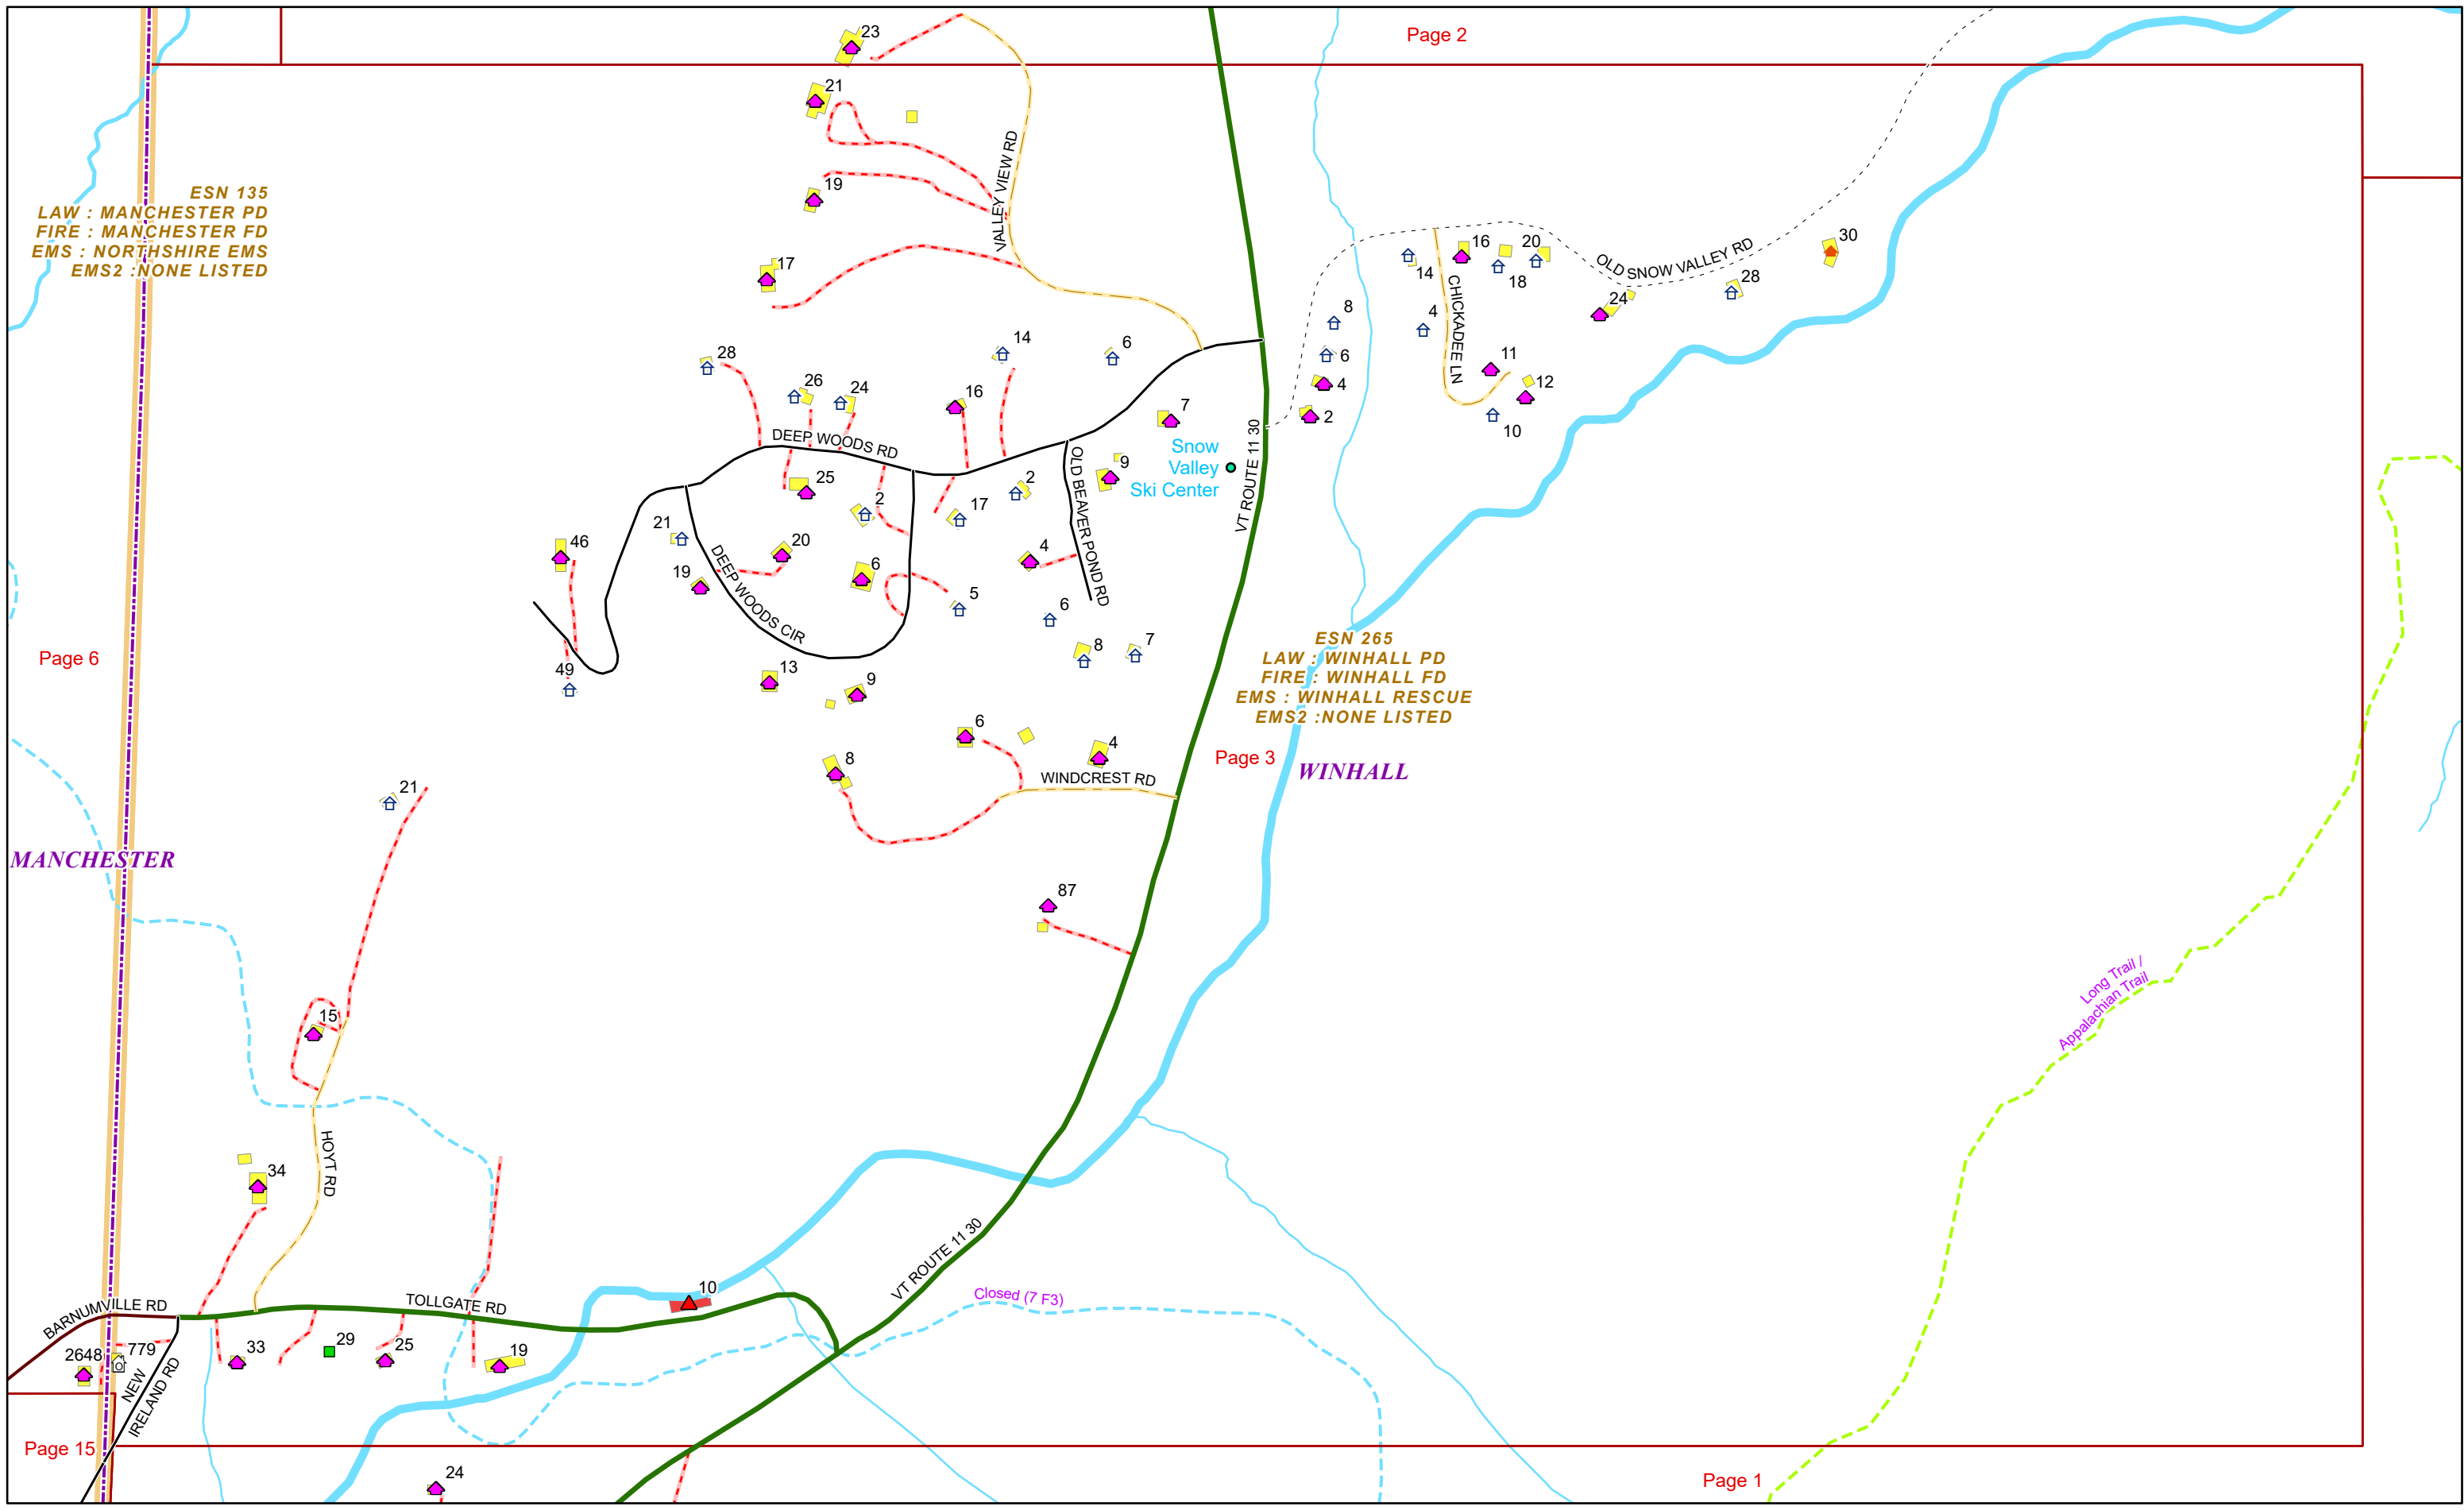 Page 2
23
21
19
17
VALLEY VIEW RD
ESN 135
LAW : MANCHESTER PD
FIRE : MANCHESTER FD
EMS : NORTHSHIRE EMS
EMS2 :NONE LISTED
16
20
30
14
18
OLD SNOW VALLEY RD
28
24
CHICKADEE LN
8
4
6
11
4
12
2
10
28
26
24
14
6
16
7
DEEP WOODS RD
Snow
Valley
Ski Center
VT ROUTE 11 30
OLD BEAVER POND RD
9
25
2
17
2
21
46
20
19
6
4
5
6
DEEP WOODS CIR
8
7
49
13
9
Page 6
ESN 265
LAW : WINHALL PD
FIRE : WINHALL FD
EMS : WINHALL RESCUE
EMS2 :NONE LISTED
6
4
8
WINDCREST RD
Page 3
WINHALL
21
MANCHESTER
87
15
Long Trail /
Appalachian Trail
HOYT RD
34
VT ROUTE 11 30
Closed (7 F3)
10
BARNUMVILLE RD
TOLLGATE RD
2648
779
33
29
25
19
NEW
IRELAND RD
Page 15
24
Page 1